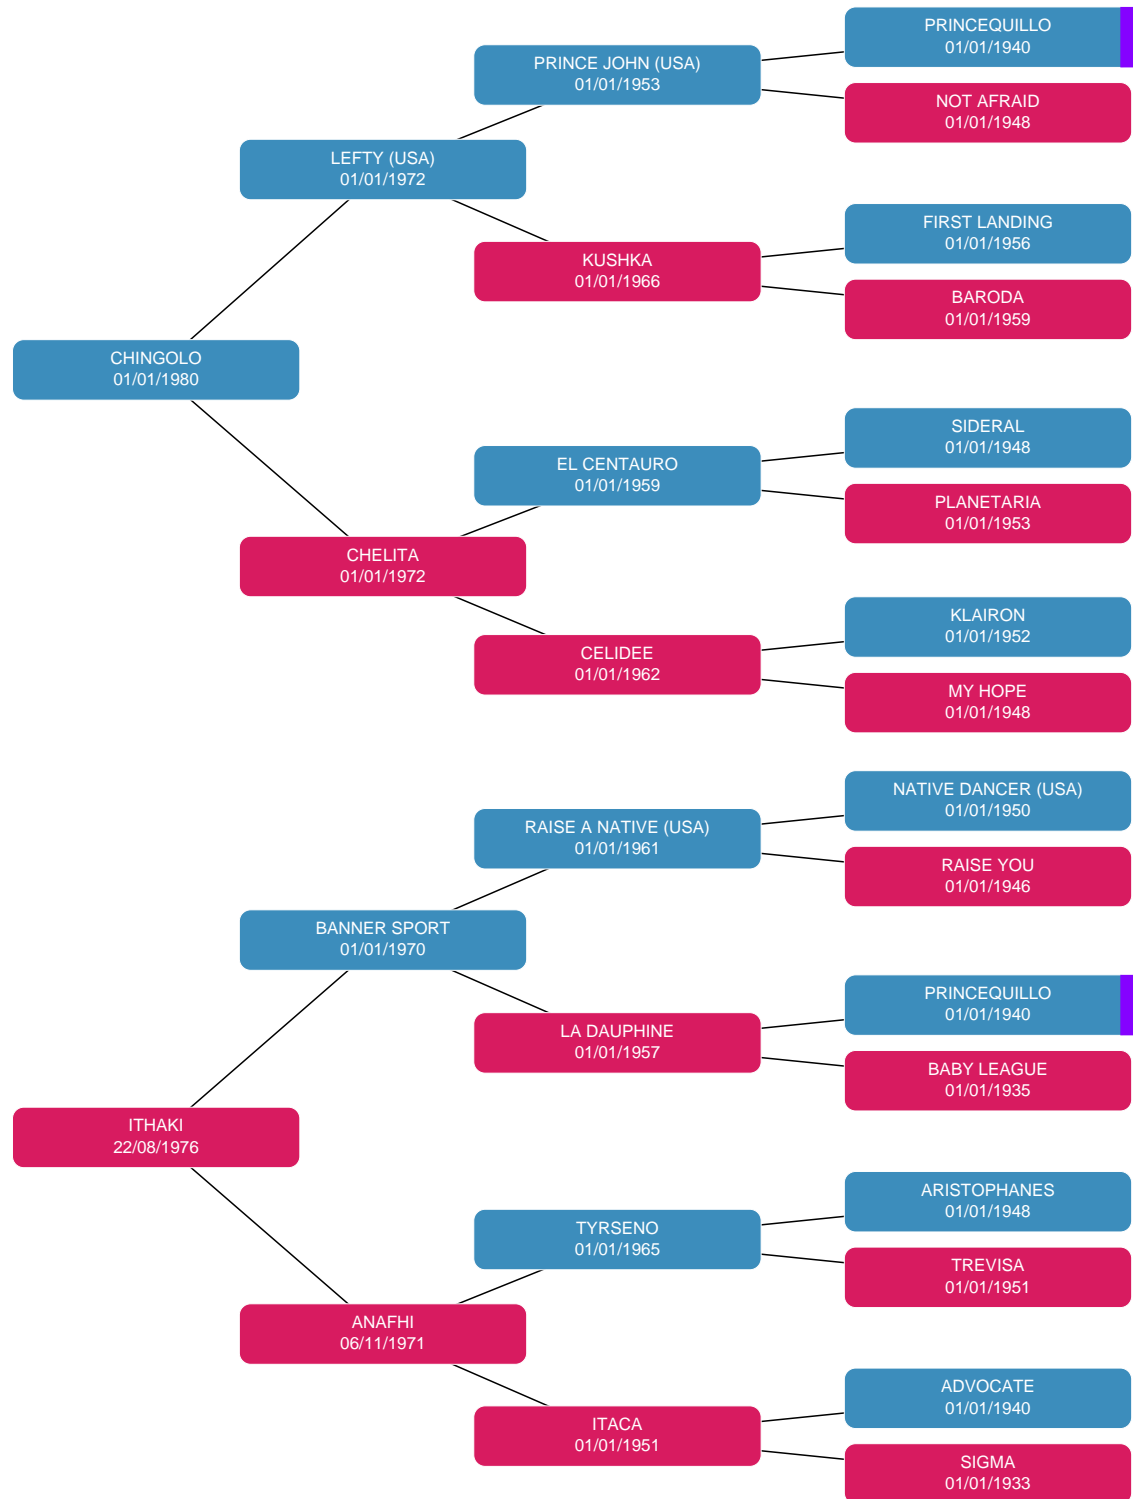 PRINCEQUILLO
01/01/1940
PRINCE JOHN (USA)
01/01/1953
NOT AFRAID
01/01/1948
LEFTY (USA)
01/01/1972
FIRST LANDING
01/01/1956
KUSHKA
01/01/1966
BARODA
01/01/1959
CHINGOLO
01/01/1980
SIDERAL
01/01/1948
EL CENTAURO
01/01/1959
PLANETARIA
01/01/1953
CHELITA
01/01/1972
KLAIRON
01/01/1952
CELIDEE
01/01/1962
MY HOPE
01/01/1948
NATIVE DANCER (USA)
01/01/1950
RAISE A NATIVE (USA)
01/01/1961
RAISE YOU
01/01/1946
BANNER SPORT
01/01/1970
PRINCEQUILLO
01/01/1940
LA DAUPHINE
01/01/1957
BABY LEAGUE
01/01/1935
ITHAKI
22/08/1976
ARISTOPHANES
01/01/1948
TYRSENO
01/01/1965
TREVISA
01/01/1951
ANAFHI
06/11/1971
ADVOCATE
01/01/1940
ITACA
01/01/1951
SIGMA
01/01/1933